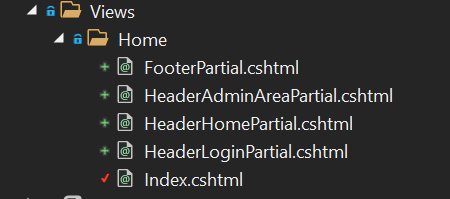 Views
Home
FooterPartial.cshtml
HeaderAdminAreaPartial.cshtml
HeaderHomePartial.cshtml
HeaderLoginPartial.cshtml
Index.cshtml